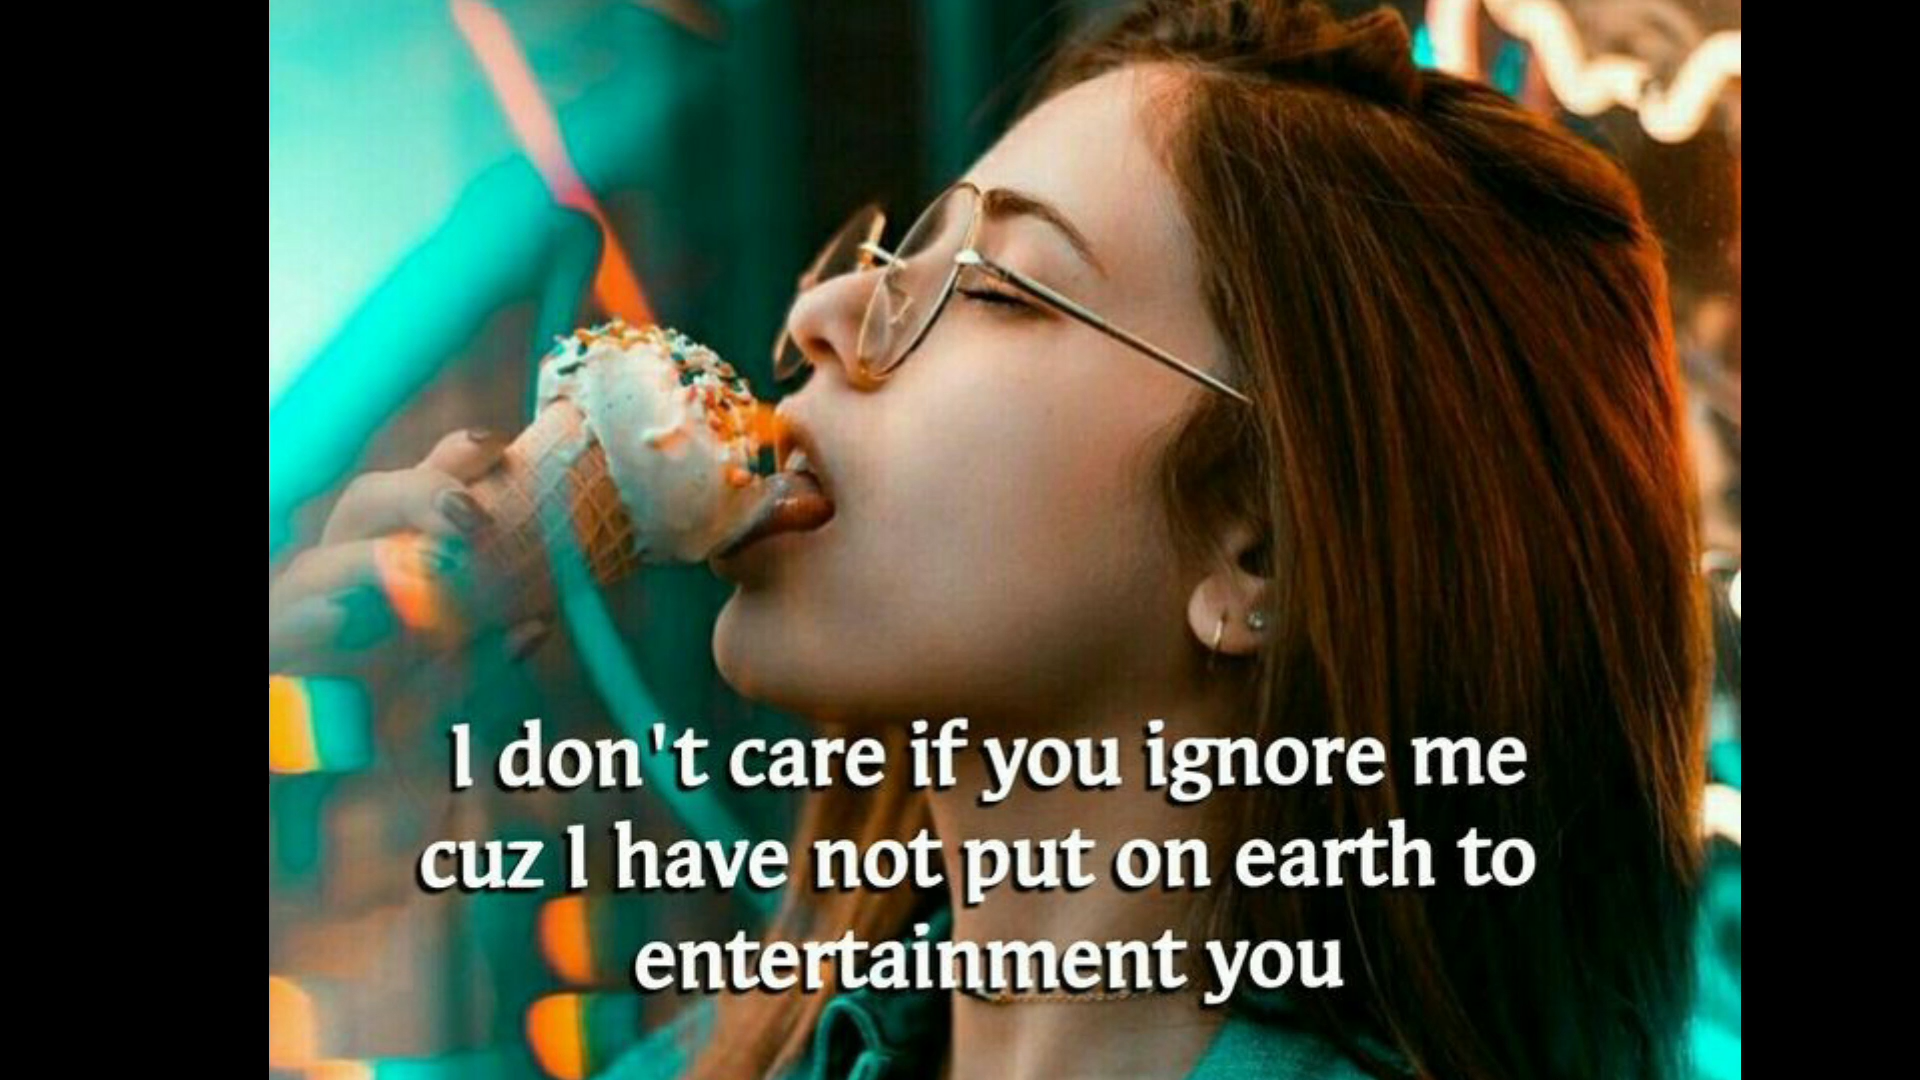 I don't care if you ignore me
cuz I have not put on earth to
entertainment you